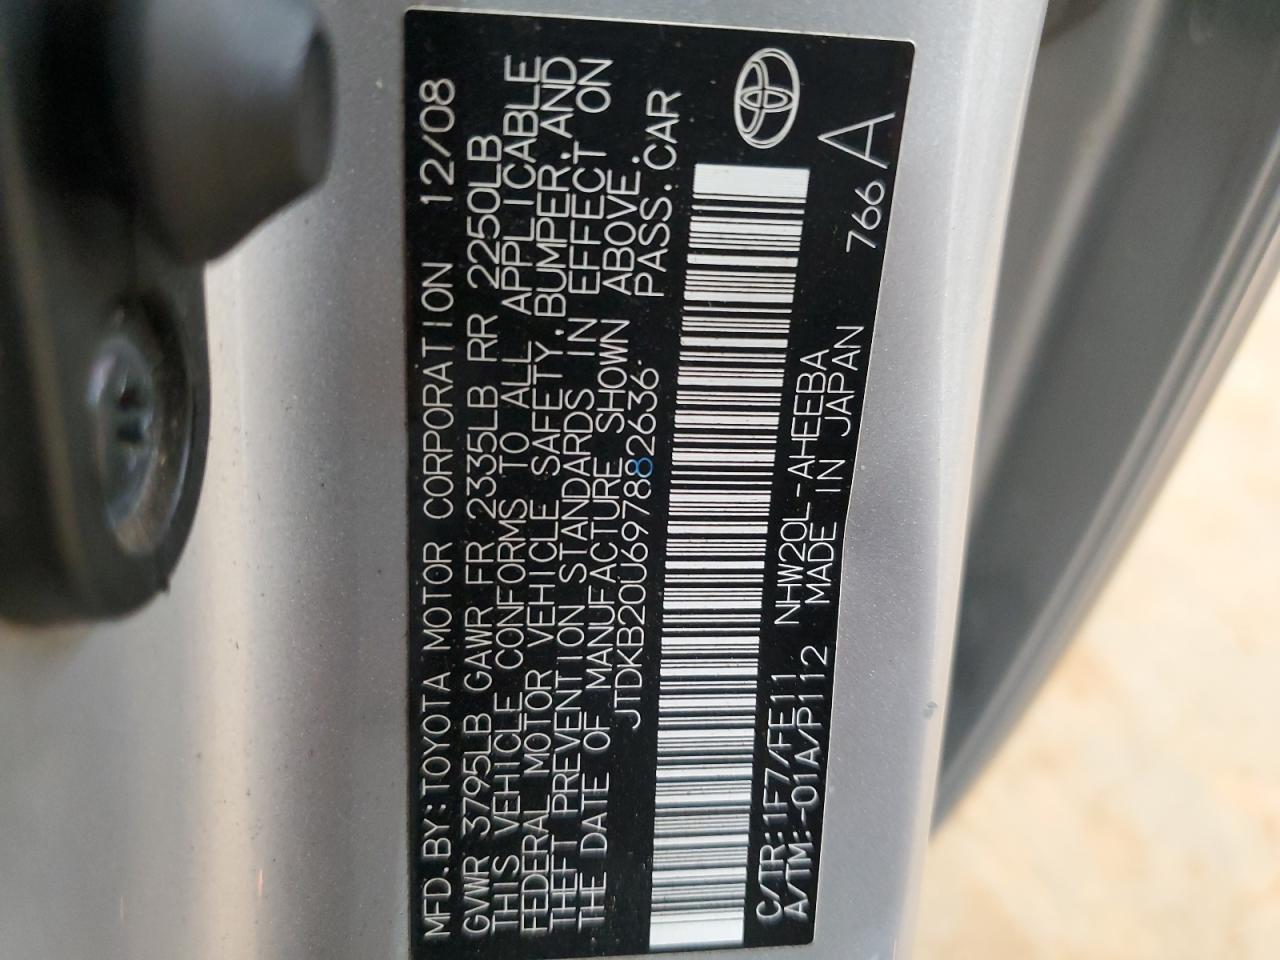 MFD.BY:TOYOTA MOTOR CORPORATION 12/08
GVWR 3795LB GAWR FR 2335LB RR 2250LB
THIS VEHICLE CONFORMS TO ALL APPLICABLE
FEDERAL MOTOR VEHICLE SAFETY,BUMPER,AND
THEFT PREVENTION STANDARDS IN EFFECT ON
THE DATE OF MANUFACTURE SHOWN ABOVE.
JTDKB20U697882636 PASS.CAR
C/TR:1F7/FE11 NHW20L-AHEEBA
A/TM:-01A/P112 MADE IN JAPAN
766 A